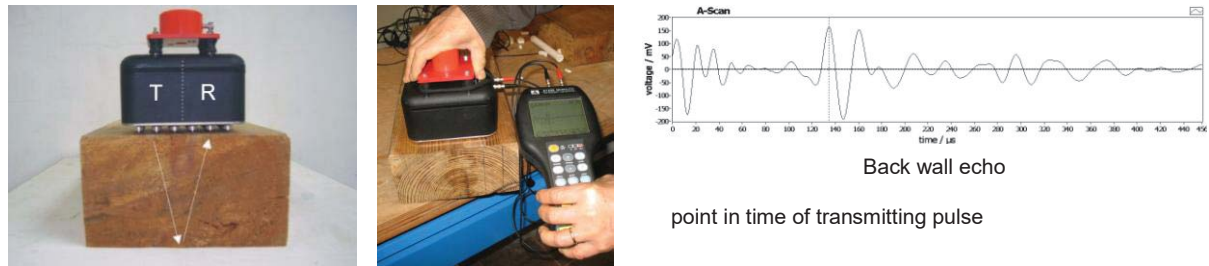 T R
A-Scan
voltage / mV
200
150
100
50
0
-50
-100
-150
-200
0 20 40 60 80 100 120 140 160 180 200 220 240 260 280 300 320 340 360 380 400 420 440 456
time / µs
Back wall echo
point in time of transmitting pulse